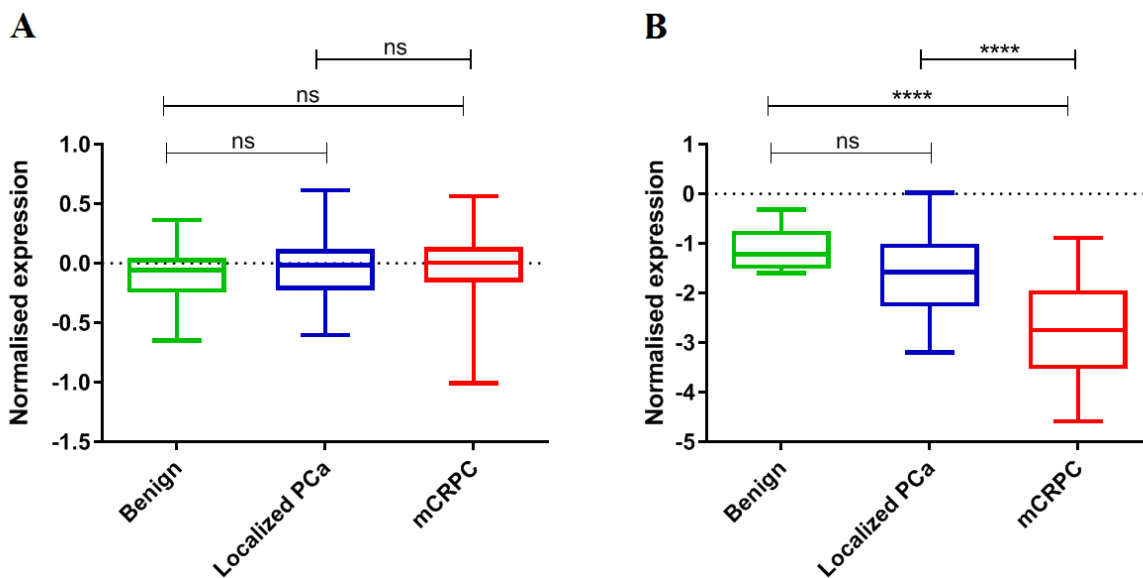 A
B
ns
****
ns
****
ns
ns
Normalised expression
1.0
0.5
0.0
-0.5
-1.0
-1.5
Benign
Localized PCa
mCRPC
Normalised expression
1
0
-1
-2
-3
-4
-5
Benign
Localized PCa
mCRPC